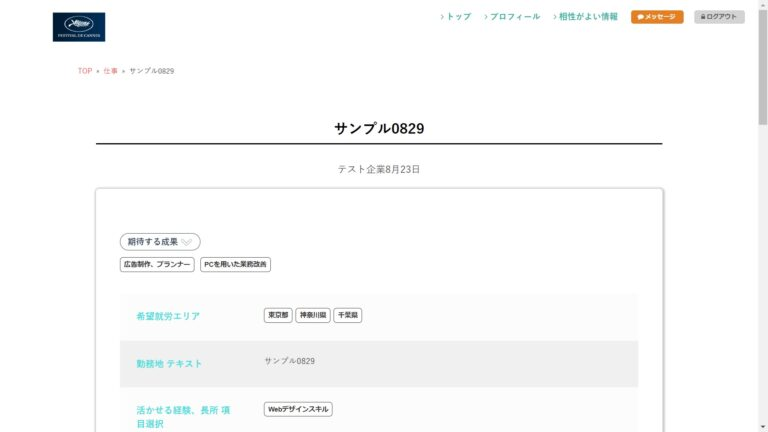 FESTIVAL DE CANNES
トップ プロフィール 相性がよい情報 メッセージ ログアウト
TOP » 仕事 » サンプル0829
サンプル0829
テスト企業8月23日
期待する成果
広告制作、プランナー PCを用いた業務改善
希望就労エリア 東京都 神奈川県 千葉県
勤務地 テキスト サンプル0829
活かせる経験、長所 項 Webデザインスキル
目選択